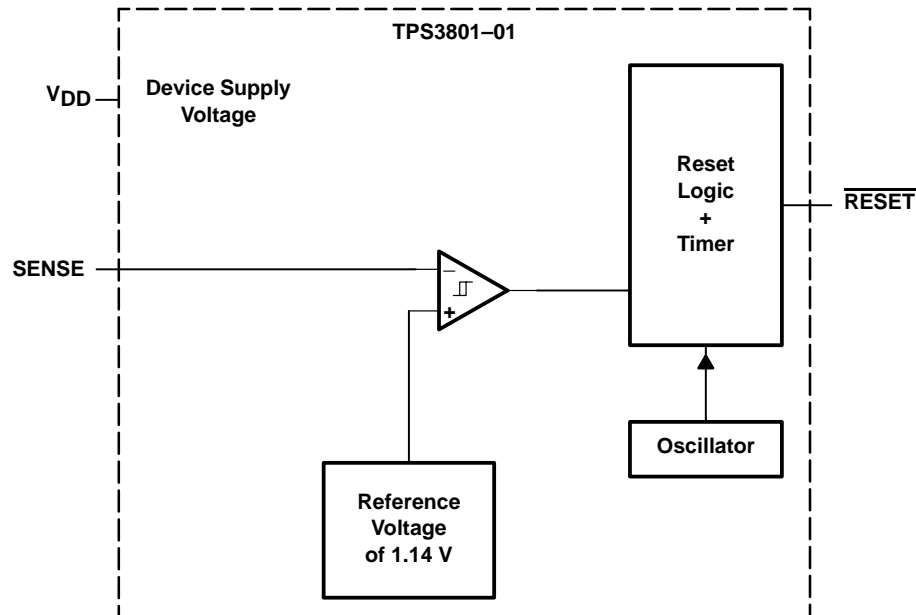 TPS3801–01
VDD
Device Supply
Voltage
Reset
Logic
+
Timer
RESET
SENSE
–
+
Oscillator
Reference
Voltage
of 1.14 V